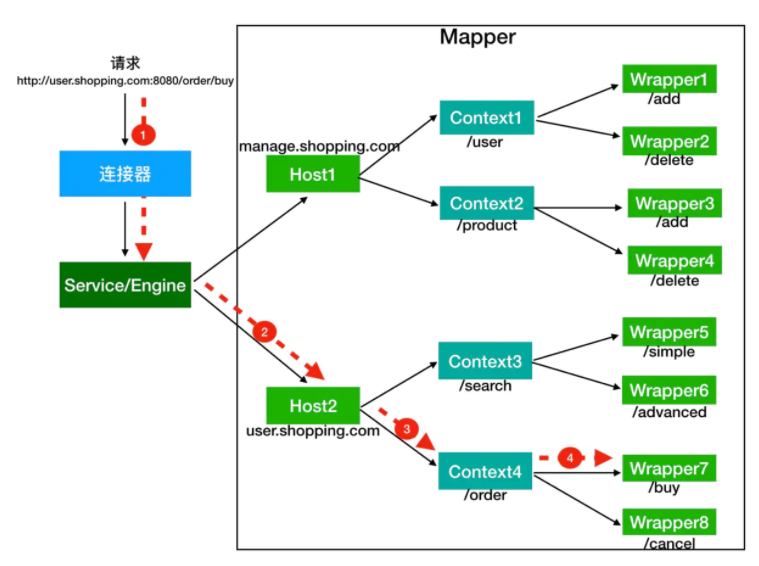 Mapper
请求
http://user.shopping.com:8080/order/buy
1
连接器
Service/Engine
manage.shopping.com
Host1
Context1
/user
Wrapper1
/add
Wrapper2
/delete
Context2
/product
Wrapper3
/add
Wrapper4
/delete
2
Host2
user.shopping.com
Context3
/search
Wrapper5
/simple
Wrapper6
/advanced
3
Context4
/order
4
Wrapper7
/buy
Wrapper8
/cancel